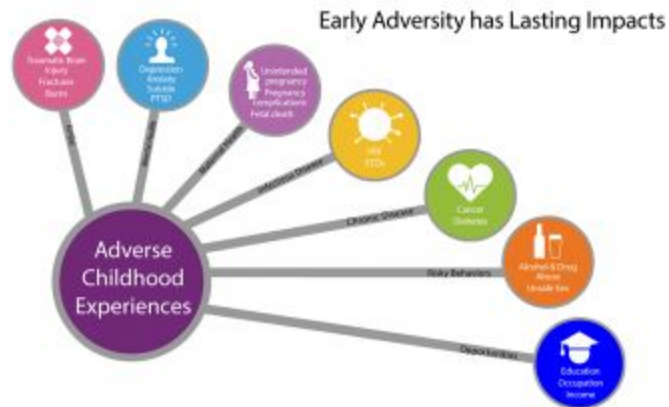 Early Adversity has Lasting Impacts
Traumatic Brain
Injury
Fractures
Burns
Depression
Anxiety
Suicide
PTSD
Unintended
pregnancy
Pregnancy
complications
Fetal death
HIV
STDs
Cancer
Diabetes
Alcohol & Drug
Abuse
Unsafe Sex
Education
Occupation
Income
Injury
Mental Health
Maternal Health
Infectious Disease
Chronic Disease
Risky Behaviors
Opportunities
Adverse
Childhood
Experiences